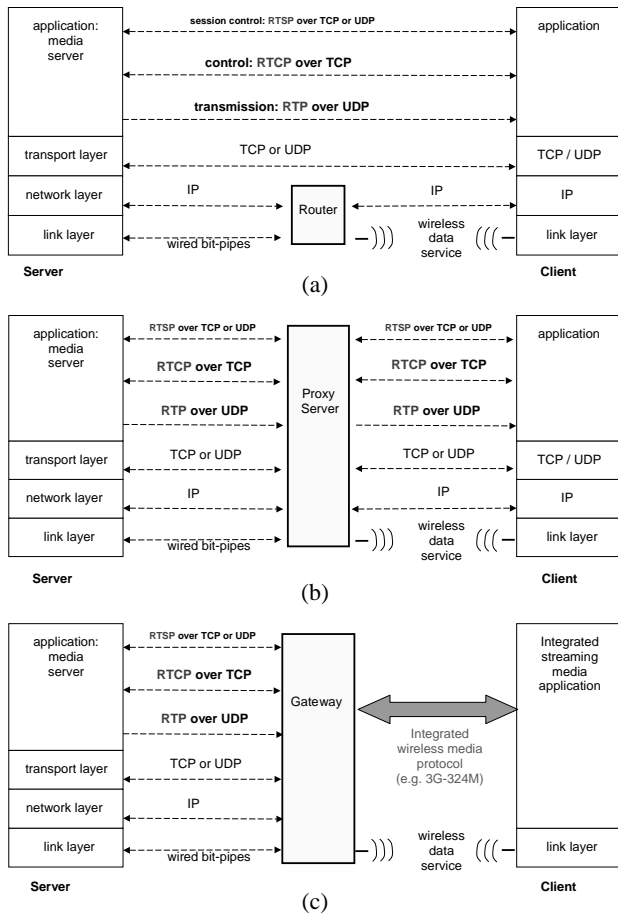 application:
media
server
session control: RTSP over TCP or UDP
application
control: RTCP over TCP
transmission: RTP over UDP
transport layer
TCP or UDP
TCP / UDP
network layer
IP
Router
IP
IP
link layer
wired bit-pipes
wireless
data
service
link layer
Server
Client
(a)
application:
media
server
RTSP over TCP or UDP
RTSP over TCP or UDP
application
RTCP over TCP
RTCP over TCP
Proxy
Server
RTP over UDP
RTP over UDP
transport layer
TCP or UDP
TCP or UDP
TCP / UDP
network layer
IP
IP
IP
link layer
wired bit-pipes
wireless
data
service
link layer
Server
Client
(b)
application:
media
server
RTSP over TCP or UDP
Integrated
streaming
media
application
RTCP over TCP
Gateway
RTP over UDP
Integrated
wireless media
protocol
(e.g. 3G-324M)
transport layer
TCP or UDP
network layer
IP
link layer
wired bit-pipes
wireless
data
service
link layer
Server
Client
(c)